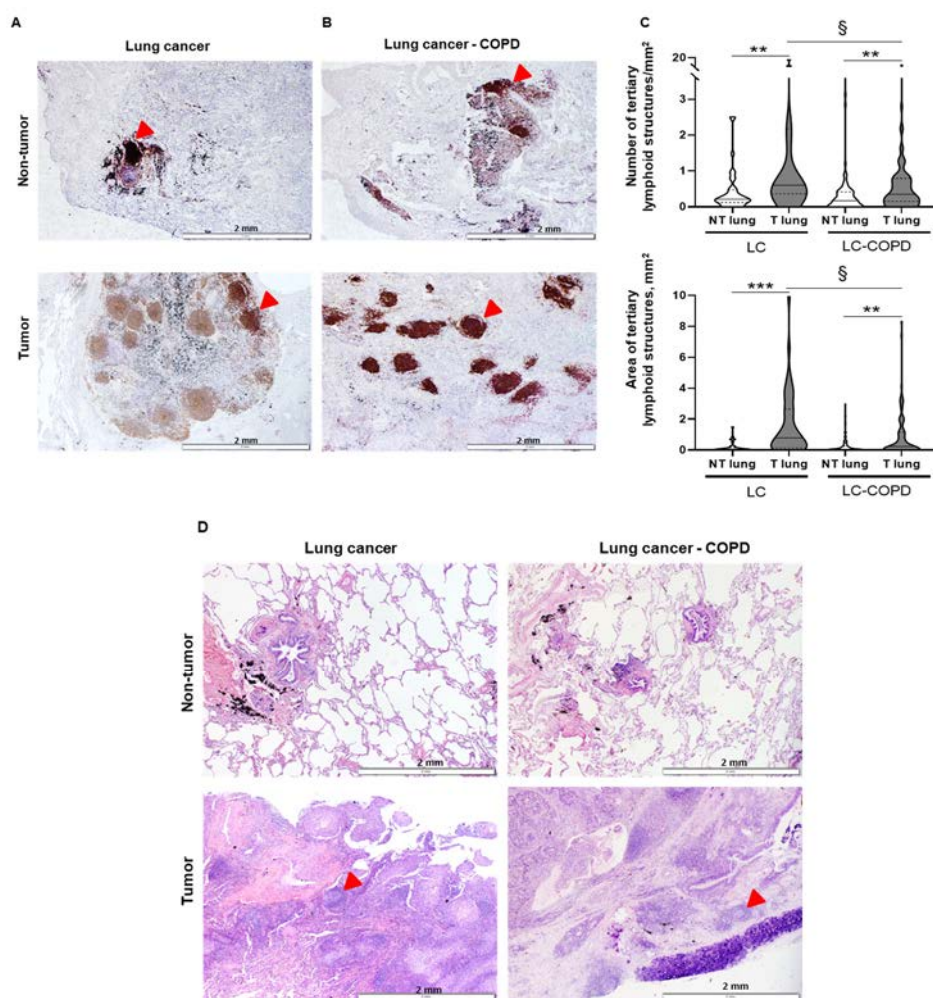 A
Lung cancer
Non-tumor
2 mm
Tumor
2 mm
B
Lung cancer - COPD
2 mm
2 mm
C
Number of tertiary
lymphoid structures/mm²
20
3
2
1
0
**
§
**
NT lung T lung NT lung T lung
LC LC-COPD
Area of tertiary
lymphoid structures, mm²
10
8
6
4
2
0
***
§
**
NT lung T lung NT lung T lung
LC LC-COPD
D
Lung cancer Lung cancer - COPD
Non-tumor
2 mm 2 mm
Tumor
2 mm 2 mm